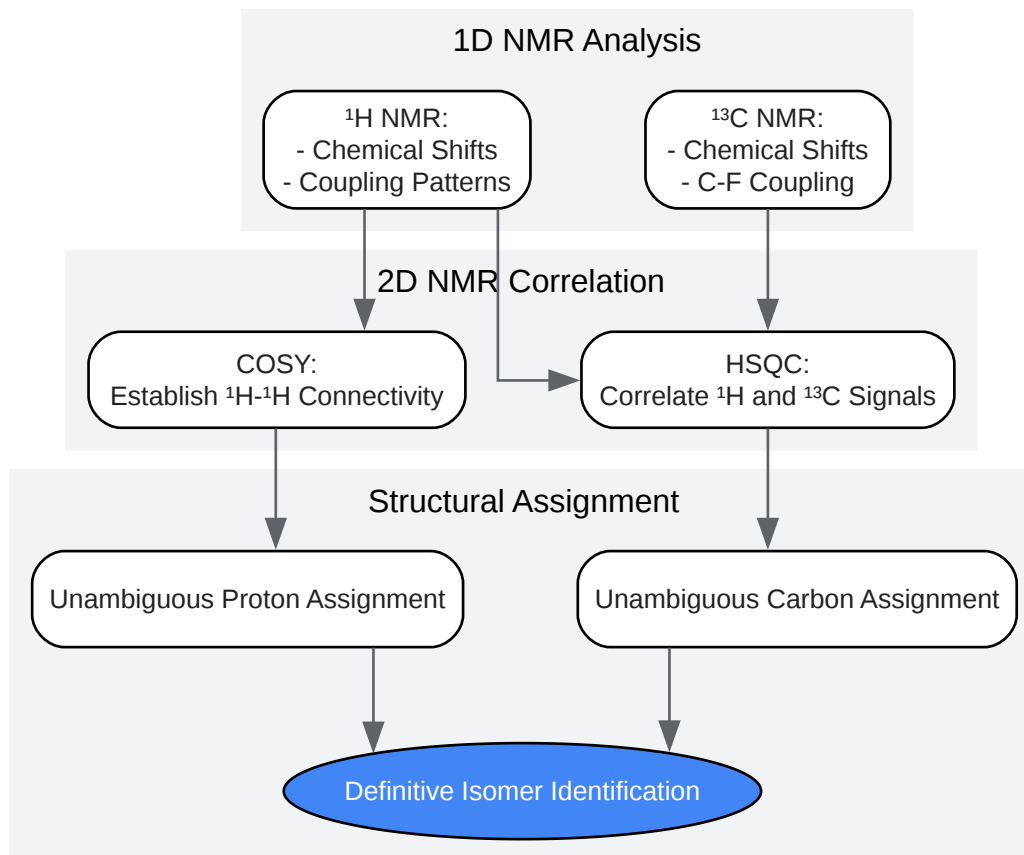 1D NMR Analysis
¹H NMR:
- Chemical Shifts
- Coupling Patterns
¹³C NMR:
- Chemical Shifts
- C-F Coupling
2D NMR Correlation
COSY:
Establish ¹H-¹H Connectivity
HSQC:
Correlate ¹H and ¹³C Signals
Structural Assignment
Unambiguous Proton Assignment
Unambiguous Carbon Assignment
Definitive Isomer Identification